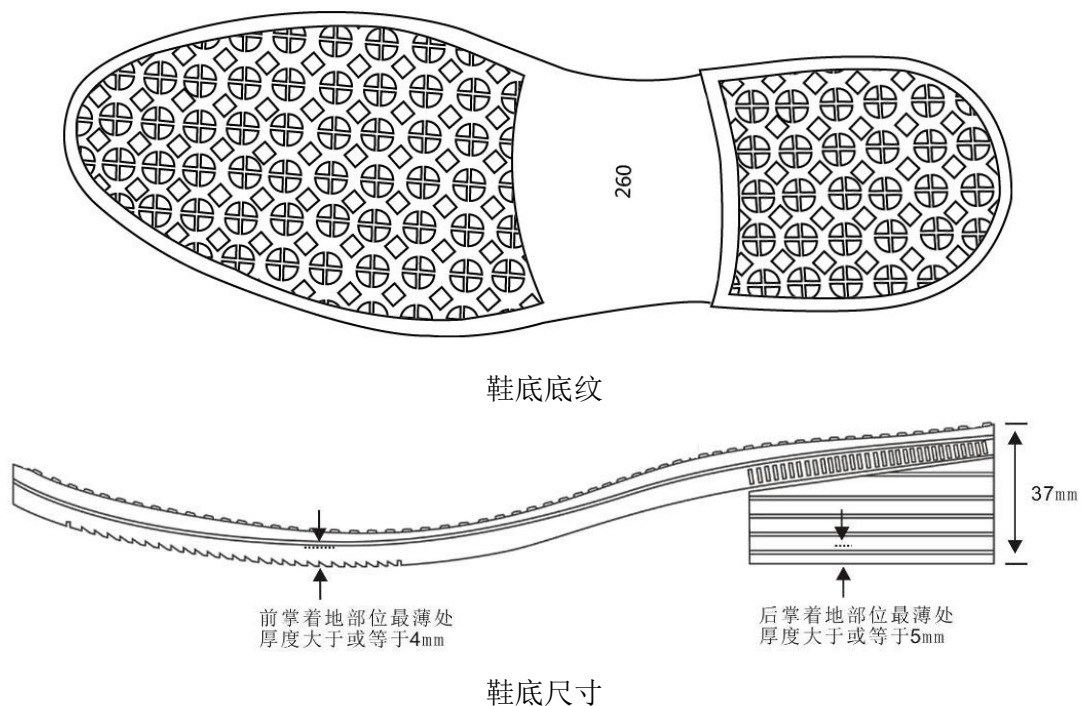 260
鞋底底纹
37mm
前掌着地部位最薄处
厚度大于或等于4mm
后掌着地部位最薄处
厚度大于或等于5mm
鞋底尺寸